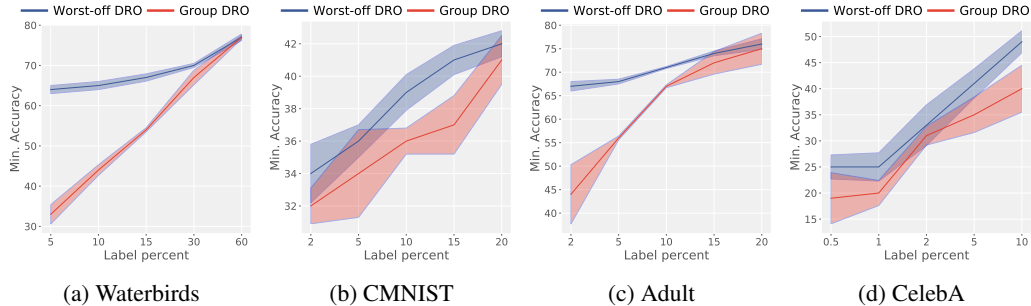 Worst-off DRO Group DRO
80
70
60
50
40
30
Min. Accuracy
5 10 15 30 60
Label percent
(a) Waterbirds
Worst-off DRO Group DRO
42
40
38
36
34
32
Min. Accuracy
2 5 10 15 20
Label percent
(b) CMNIST
Worst-off DRO Group DRO
80
75
70
65
60
55
50
45
40
Min. Accuracy
2 5 10 15 20
Label percent
(c) Adult
Worst-off DRO Group DRO
50
45
40
35
30
25
20
15
Min. Accuracy
0.5 1 2 5 10
Label percent
(d) CelebA